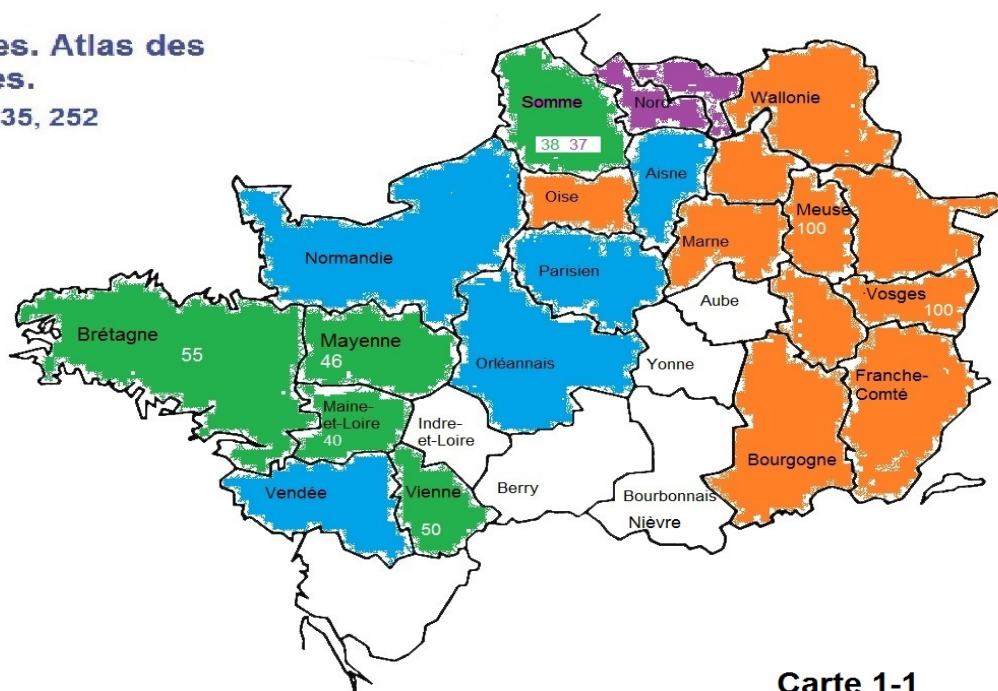 es. Atlas des
es.
35, 252
Somme
38 37
Nord
Wallonie
Oise
Aisne
Meuse
100
Marne
Normandie
Parisien
Aube
Vosges
100
Brétagne
55
Mayenne
46
Orléannais
Yonne
Franche-
Comté
Maine-
et-Loire
40
Indre-
et-Loire
Bourgogne
Vendée
Vienne
50
Berry
Bourbonnais
Nièvre
Carte 1-1